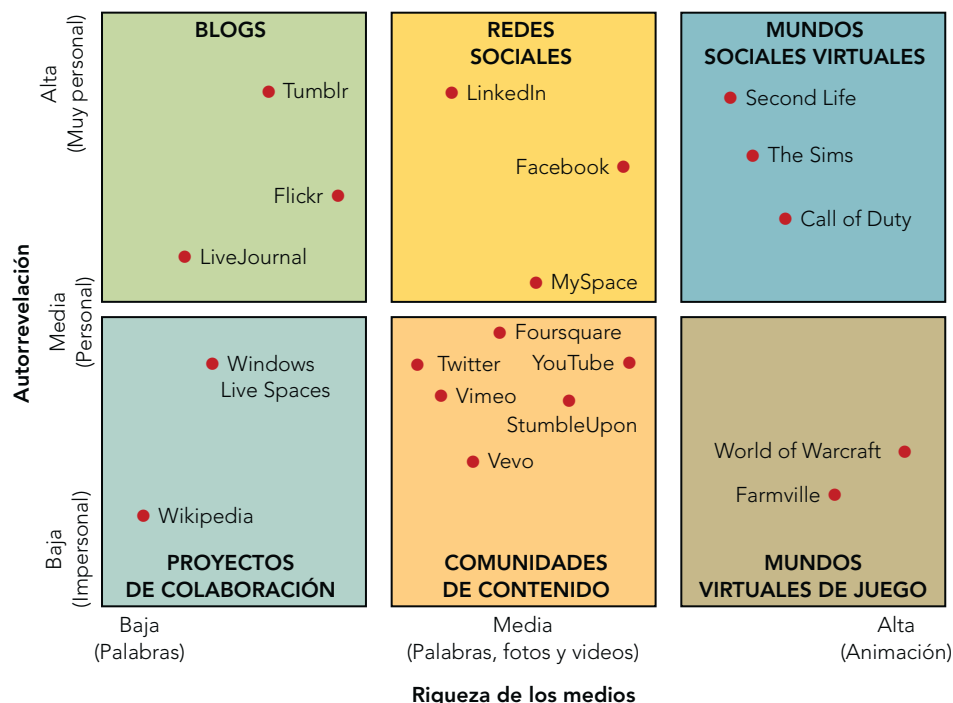 BLOGS
Tumblr
Flickr
LiveJournal
REDES
SOCIALES
LinkedIn
Facebook
MySpace
MUNDOS
SOCIALES VIRTUALES
Second Life
The Sims
Call of Duty
Windows
Live Spaces
Wikipedia
PROYECTOS
DE COLABORACIÓN
Foursquare
Twitter
YouTube
Vimeo
StumbleUpon
Vevo
COMUNIDADES
DE CONTENIDO
World of Warcraft
Farmville
MUNDOS
VIRTUALES DE JUEGO
Autorrevelación
Alta
(Muy personal)
Media
(Personal)
Baja
(Impersonal)
Baja
(Palabras)
Media
(Palabras, fotos y videos)
Alta
(Animación)
Riqueza de los medios